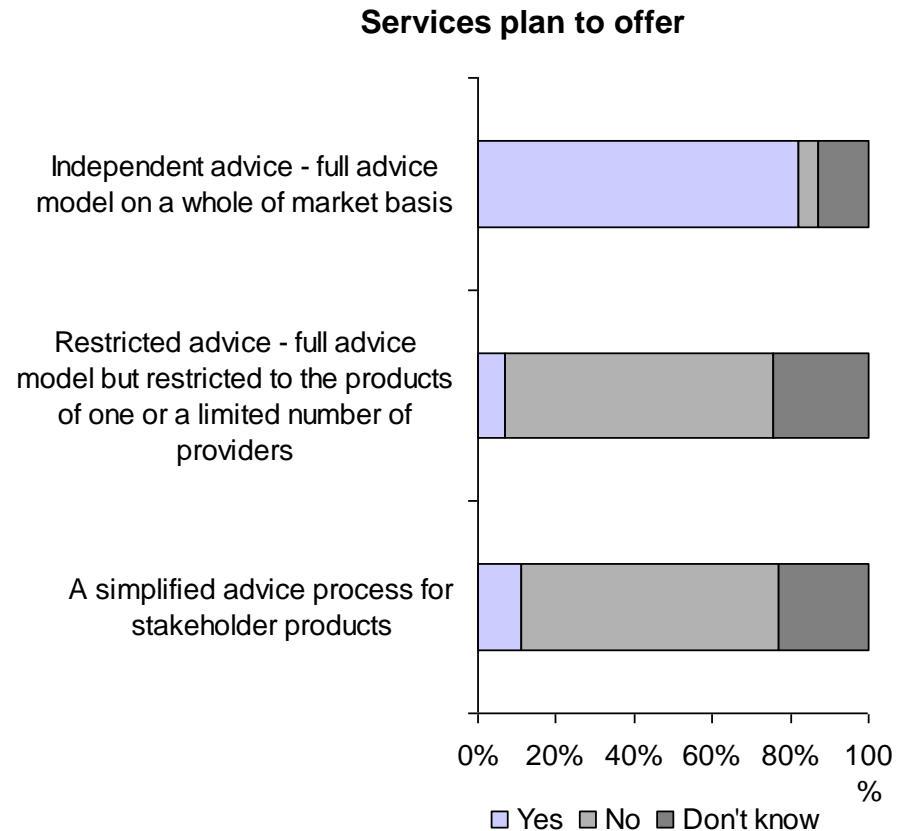 Services plan to offer
Independent advice - full advice
model on a whole of market basis
Restricted advice - full advice
model but restricted to the products
of one or a limited number of
providers
A simplified advice process for
stakeholder products
0% 20% 40% 60% 80% 100
%
Yes No Don't know